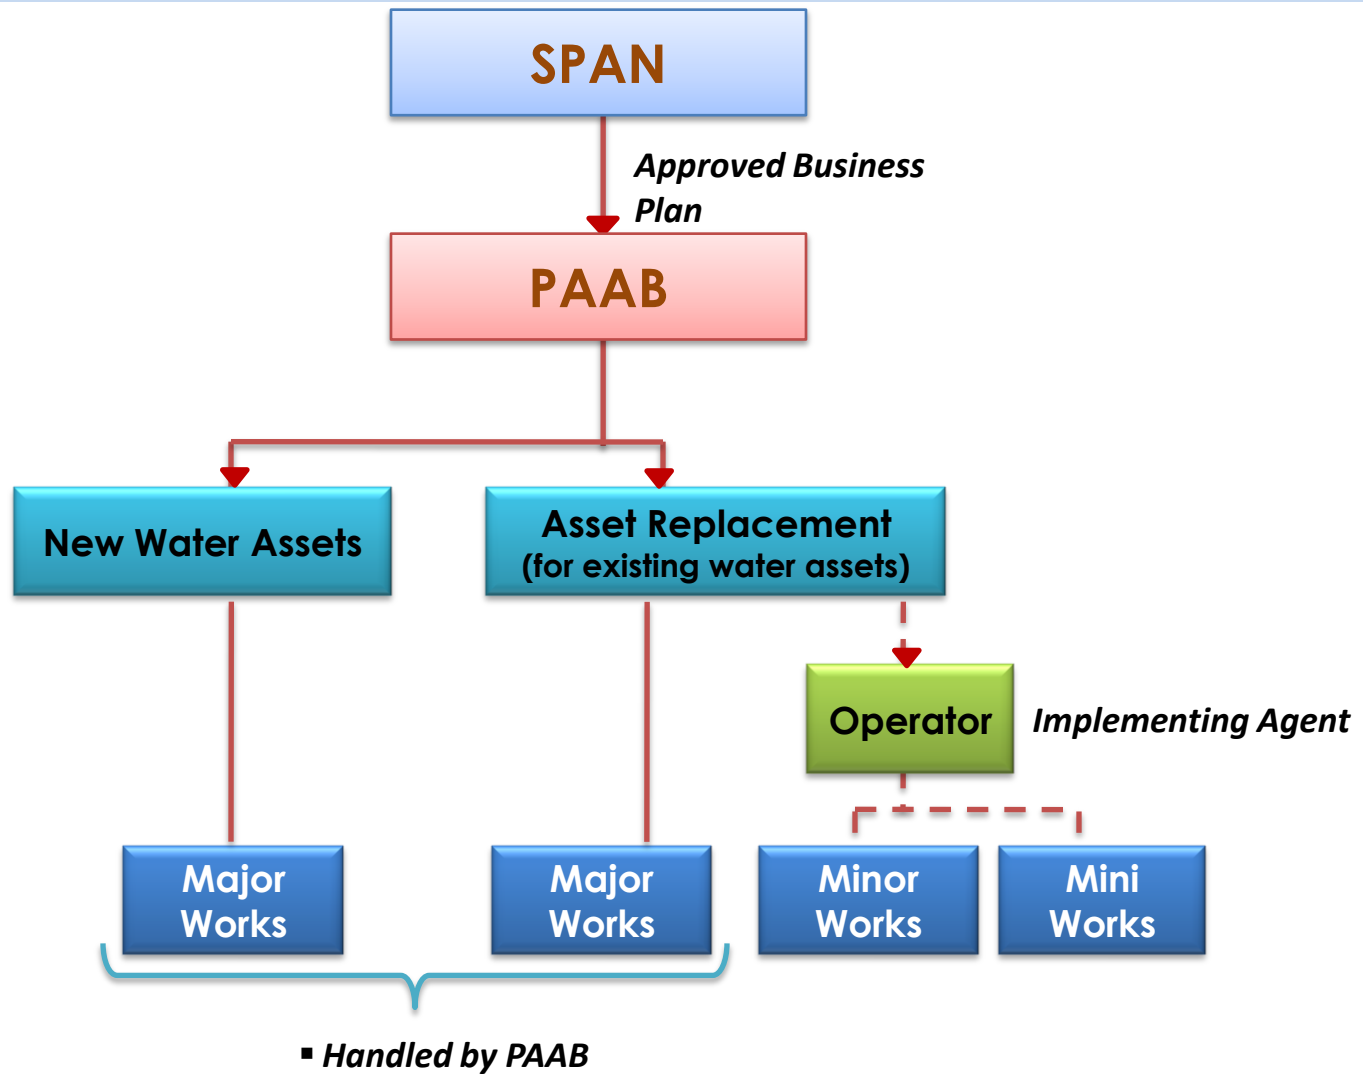 SPAN
Approved Business
Plan
PAAB
New Water Assets
Asset Replacement
(for existing water assets)
Operator
Implementing Agent
Major
Works
Major
Works
Minor
Works
Mini
Works
▪ Handled by PAAB